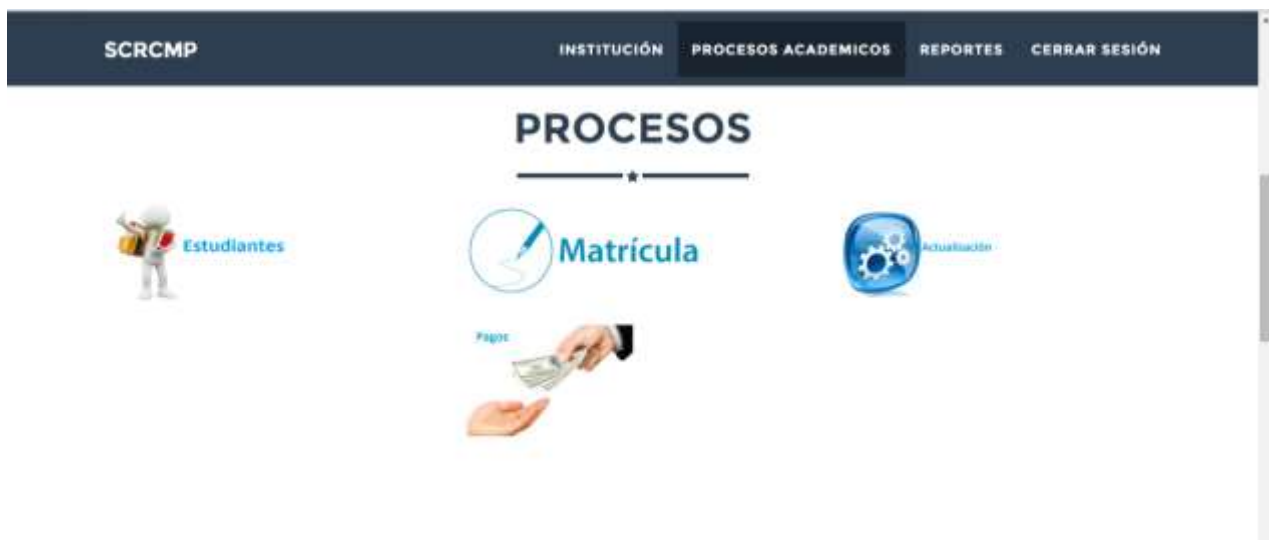 SCRCMP
INSTITUCIÓN PROCESOS ACADEMICOS REPORTES CERRAR SESIÓN
PROCESOS
Estudiantes
Matrícula
Actualización
Pagos